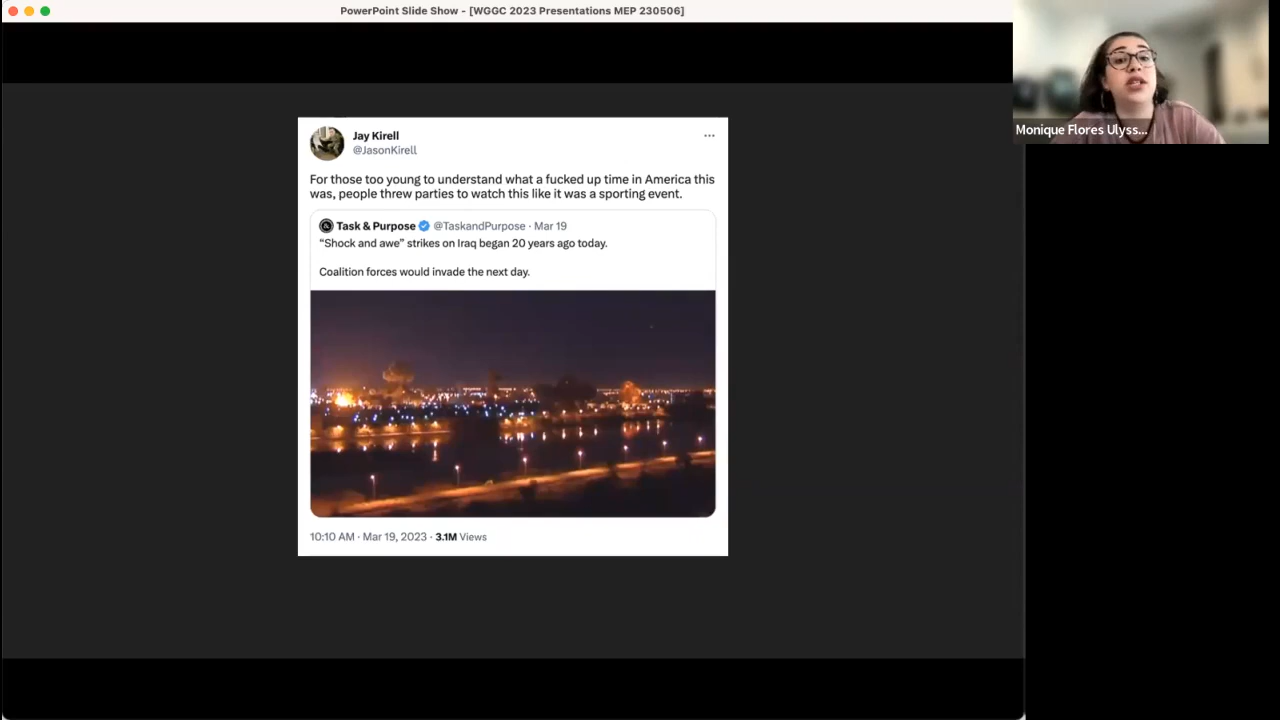 PowerPoint Slide Show - [WGGC 2023 Presentations MEP 230506]
Monique Flores Ulyss...
Jay Kirell
@JasonKirell
For those too young to understand what a fucked up time in America this
was, people threw parties to watch this like it was a sporting event.
Task & Purpose @TaskandPurpose · Mar 19
“Shock and awe” strikes on Iraq began 20 years ago today.
Coalition forces would invade the next day.
10:10 AM · Mar 19, 2023 · 3.1M Views